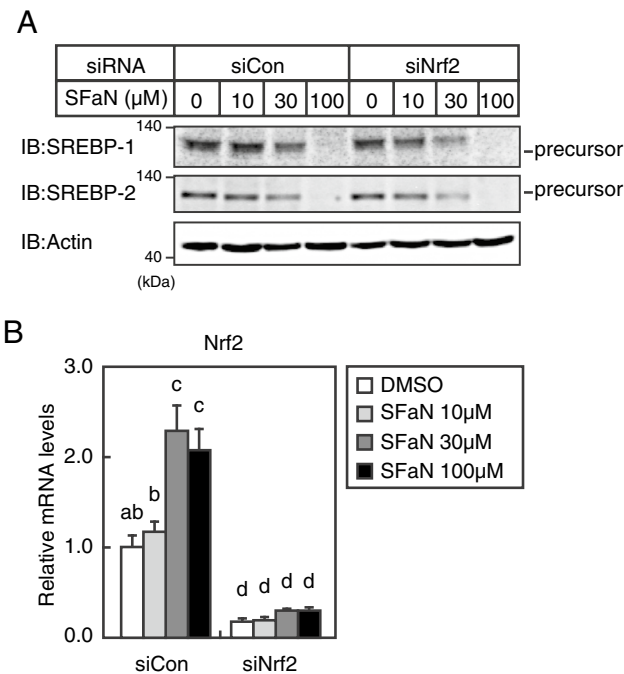 A
siRNA siCon siNrf2
SFaN (μM) 0 10 30 100 0 10 30 100
140
IB:SREBP-1 precursor
140
IB:SREBP-2 precursor
IB:Actin
40
(kDa)
B
Nrf2
3.0
2.0
1.0
0.0
Relative mRNA levels
ab b c c d d d d
siCon siNrf2
DMSO
SFaN 10μM
SFaN 30μM
SFaN 100μM